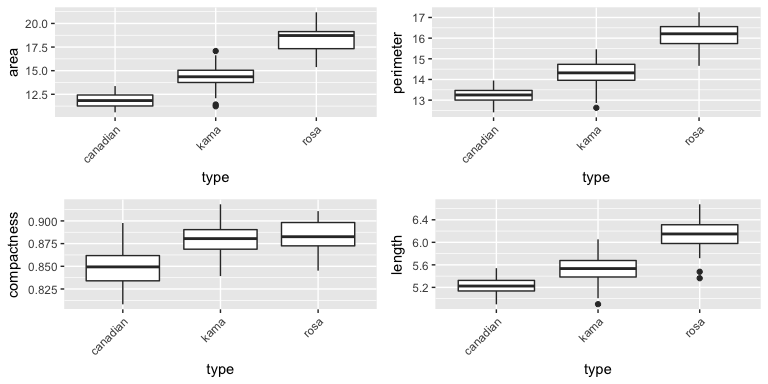 area
20.0
17.5
15.0
12.5
canadian
kama
rosa
type
perimeter
17
16
15
14
13
canadian
kama
rosa
type
compactness
0.900
0.875
0.850
0.825
canadian
kama
rosa
type
length
6.4
6.0
5.6
5.2
canadian
kama
rosa
type